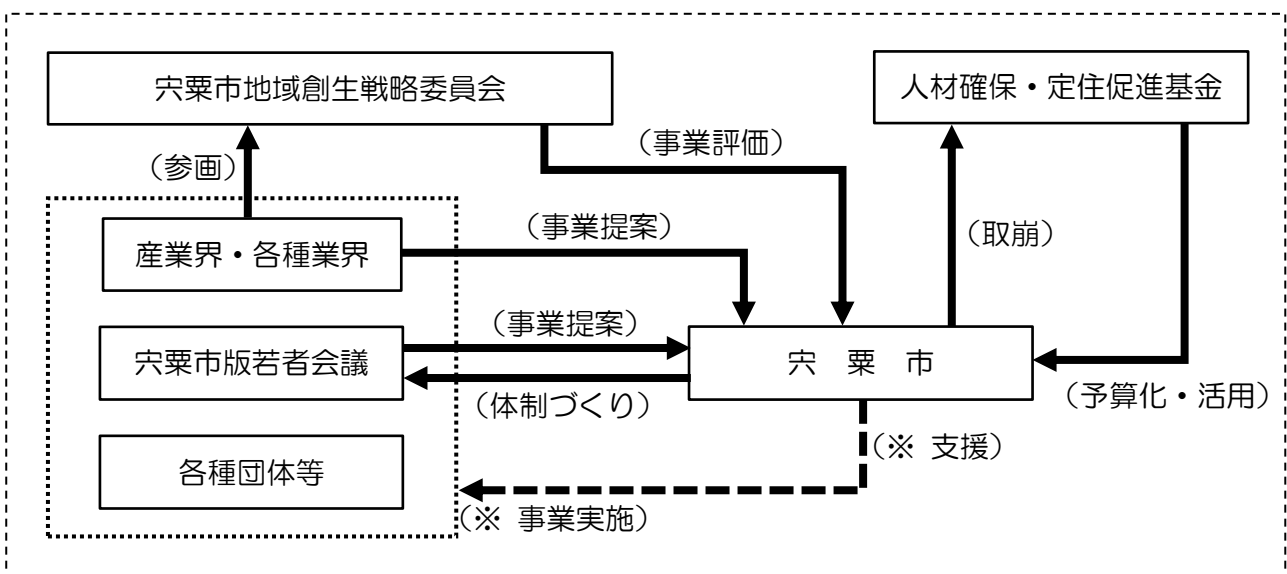 宍粟市地域創生戦略委員会
人材確保・定住促進基金
（参画）
（事業評価）
産業界・各種業界
（事業提案）
（取崩）
宍粟市版若者会議
（事業提案）
（体制づくり）
宍　粟　市
（予算化・活用）
各種団体等
（※ 支援）
（※ 事業実施）